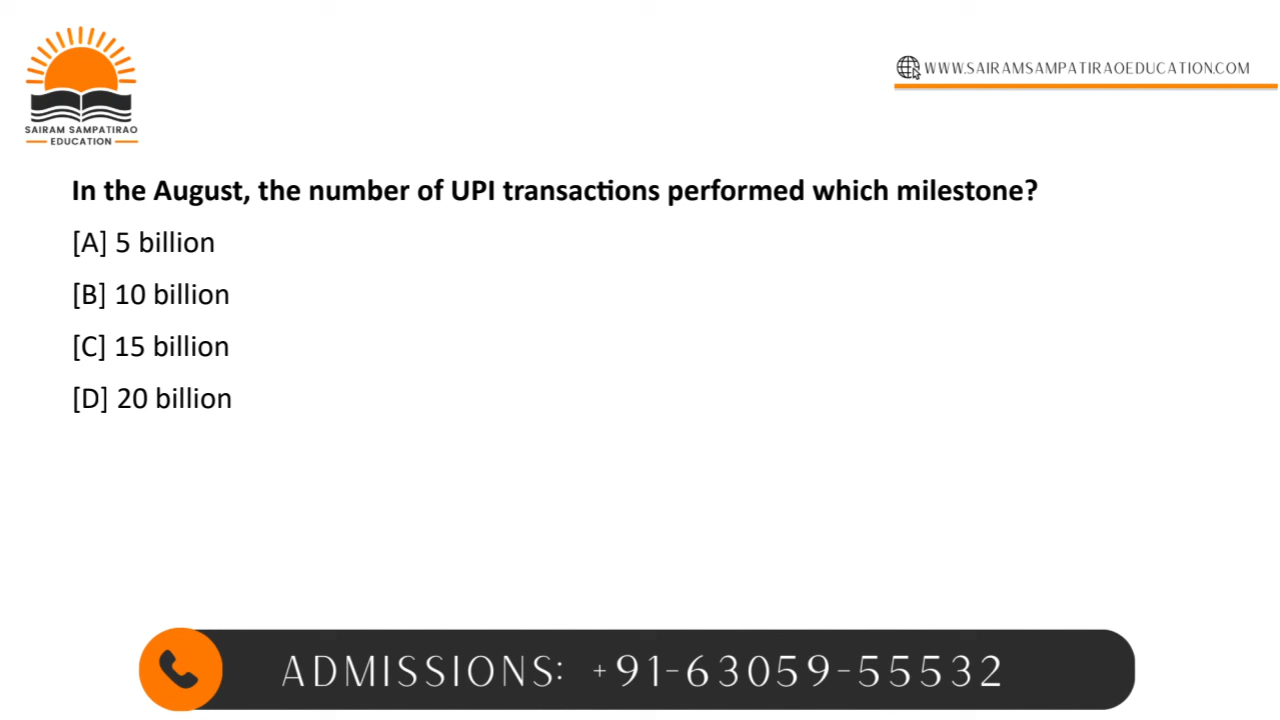 SAIRAM SAMPATIRAO
EDUCATION
WWW.SAIRAMSAMPATIRAOEDUCATION.COM
In the August, the number of UPI transactions performed which milestone?
[A] 5 billion
[B] 10 billion
[C] 15 billion
[D] 20 billion
ADMISSIONS: +91-63059-55532